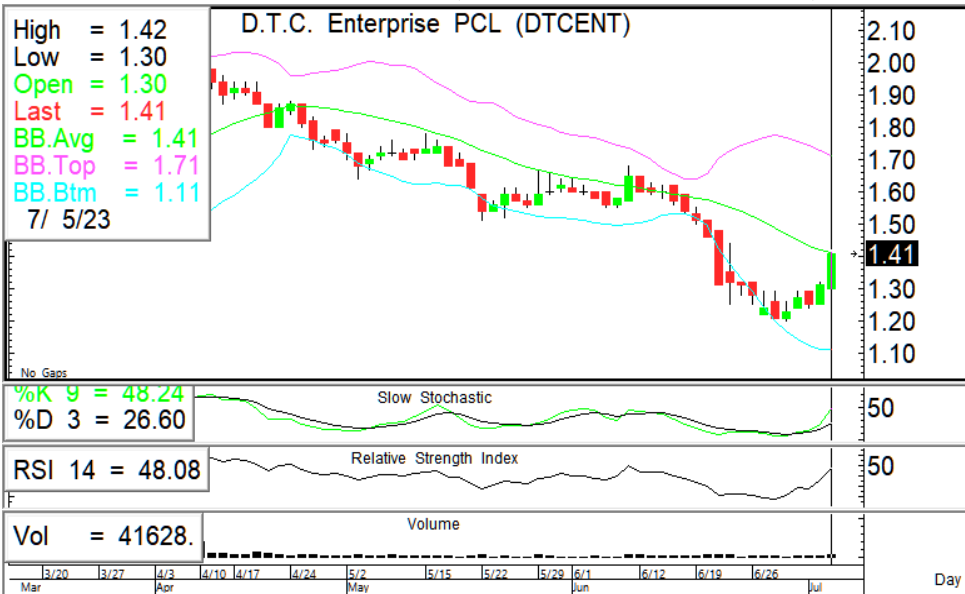 D.T.C. Enterprise PCL (DTCENT)
High = 1.42
Low = 1.30
Open = 1.30
Last = 1.41
BB.Avg = 1.41
BB.Top = 1.71
BB.Btm = 1.11
7/ 5/23
2.10
2.00
1.90
1.80
1.70
1.60
1.50
1.41
1.30
1.20
1.10
No Gaps
%K 9 = 48.24
%D 3 = 26.60
Slow Stochastic
50
RSI 14 = 48.08
Relative Strength Index
50
Vol = 41628.
Volume
3/20 3/27 4/3 4/10 4/17 4/24 5/2 5/15 5/22 5/29 6/1 6/12 6/19 6/26
Mar Apr May Jun Jul
Day